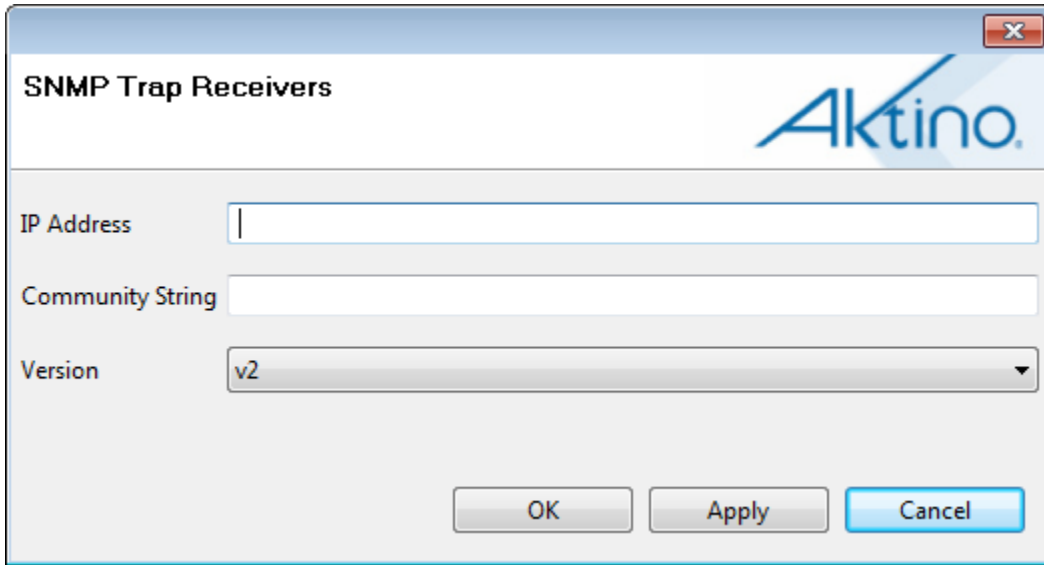 SNMP Trap Receivers
Aktino®
IP Address
Community String
Version
v2
OK
Apply
Cancel